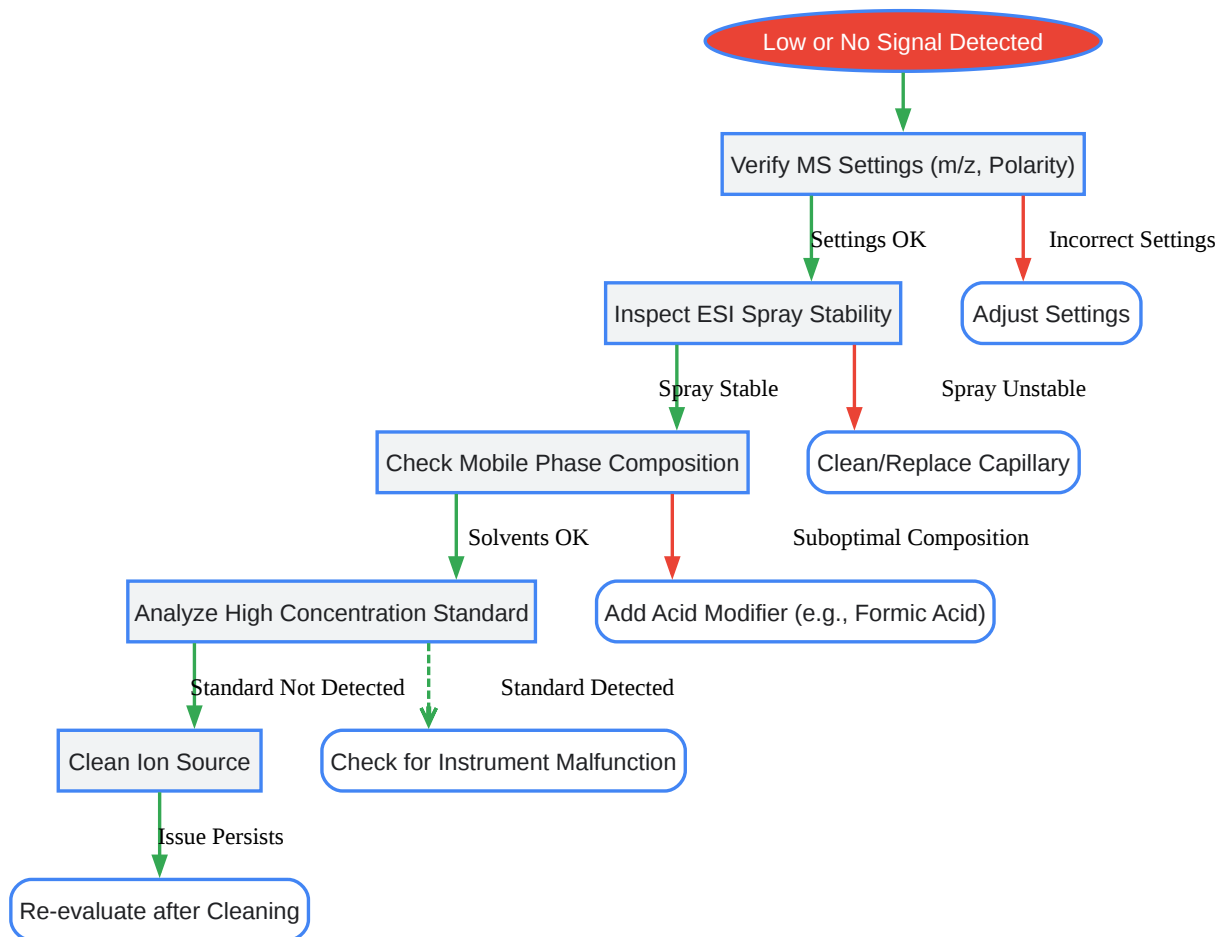 Low or No Signal Detected
Verify MS Settings (m/z, Polarity)
Settings OK
Incorrect Settings
Inspect ESI Spray Stability
Adjust Settings
Spray Stable
Spray Unstable
Check Mobile Phase Composition
Clean/Replace Capillary
Solvents OK
Suboptimal Composition
Analyze High Concentration Standard
Add Acid Modifier (e.g., Formic Acid)
Standard Not Detected
Standard Detected
Clean Ion Source
Check for Instrument Malfunction
Issue Persists
Re-evaluate after Cleaning